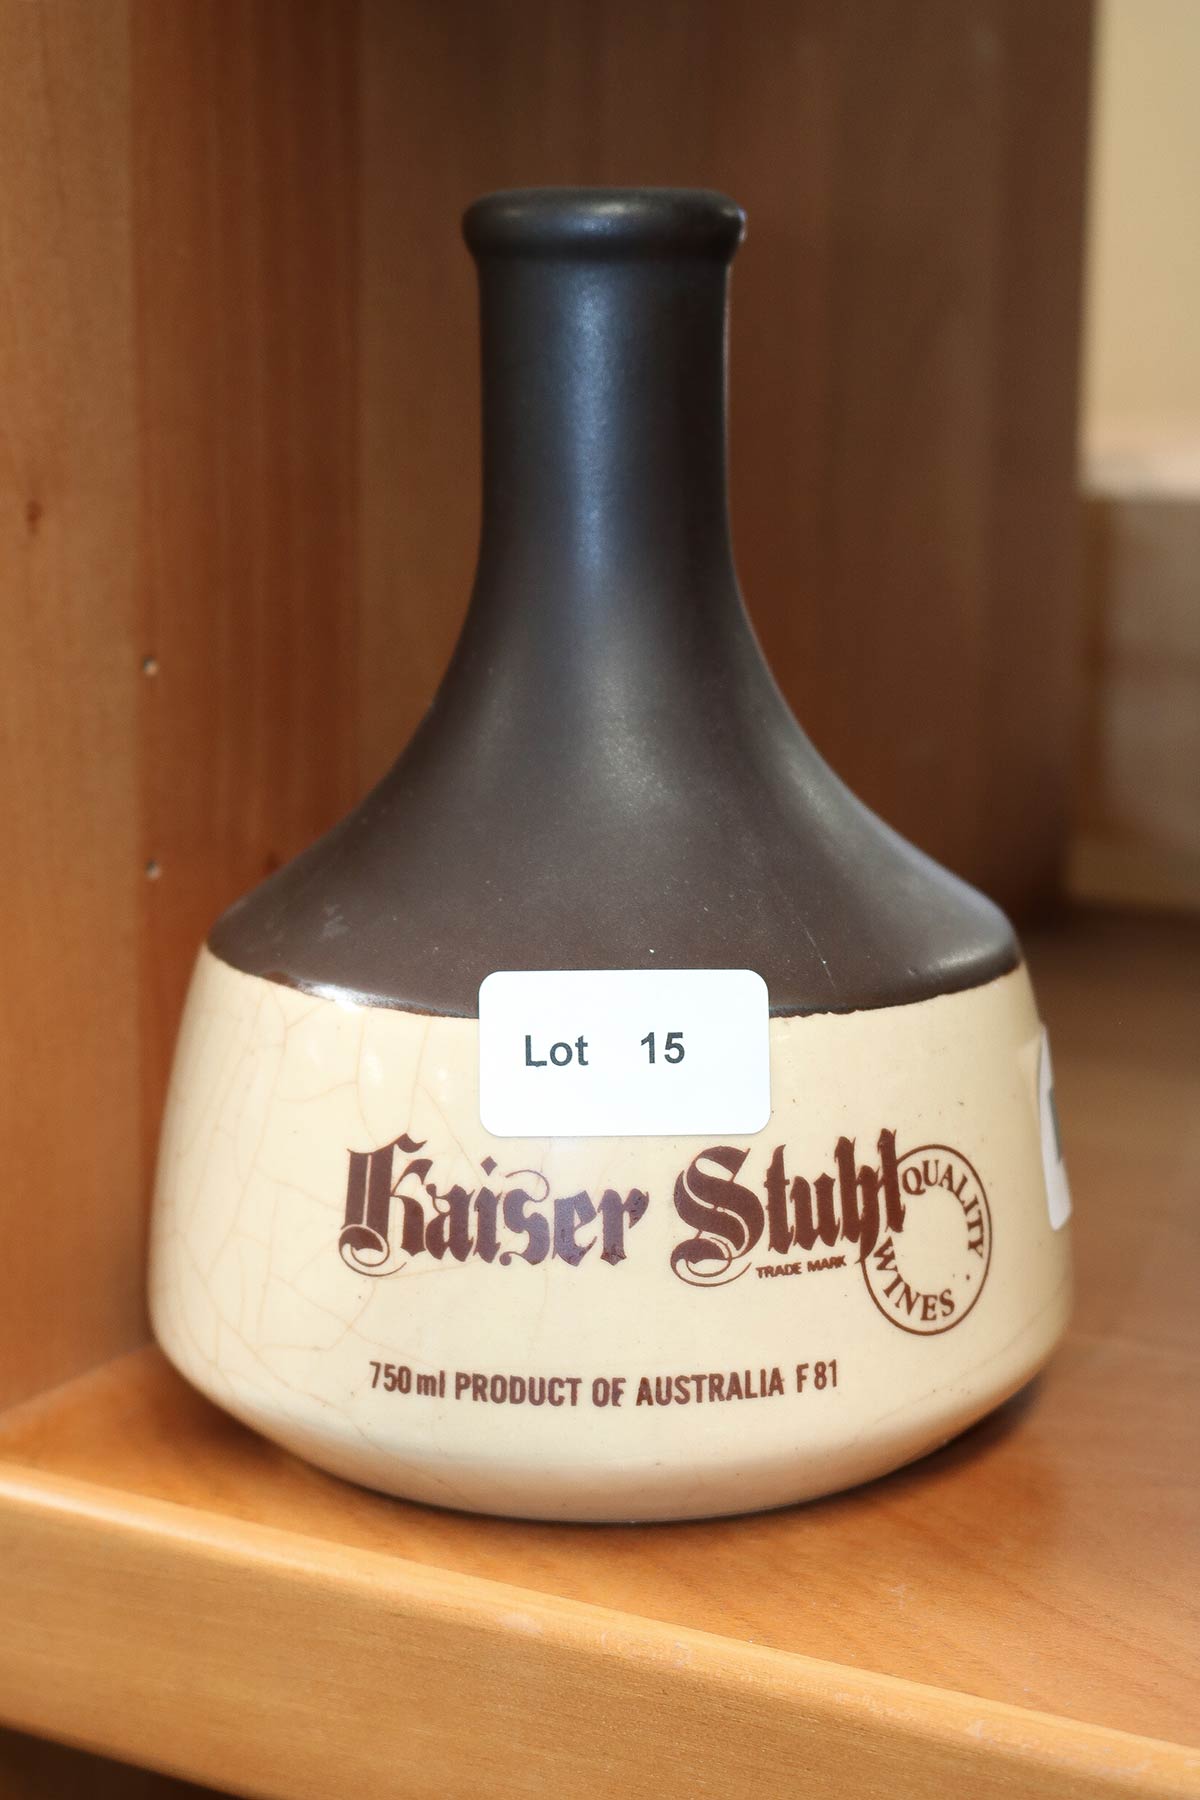 Lot 15
Kaiser Stuhl
TRADE MARK
QUALITY WINES
750ml PRODUCT OF AUSTRALIA F81